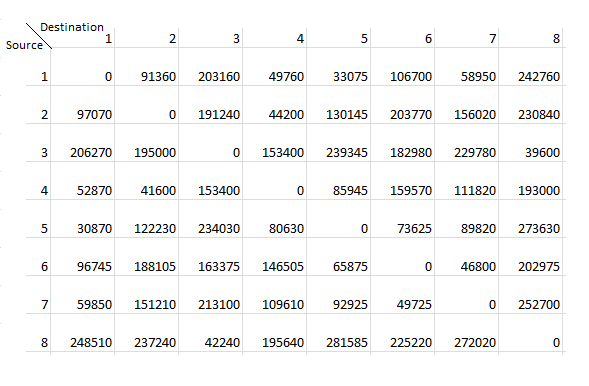 Destination
Source 1 2 3 4 5 6 7 8
1 0 91360 203160 49760 33075 106700 58950 242760
2 97070 0 191240 44200 130145 203770 156020 230840
3 206270 195000 0 153400 239345 182980 229780 39600
4 52870 41600 153400 0 85945 159570 111820 193000
5 30870 122230 234030 80630 0 73625 89820 273630
6 96745 188105 163375 146505 65875 0 46800 202975
7 59850 151210 213100 109610 92925 49725 0 252700
8 248510 237240 42240 195640 281585 225220 272020 0